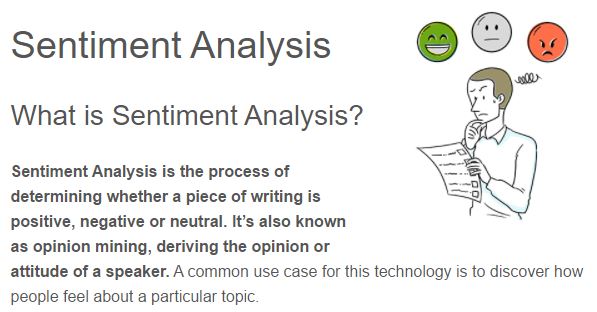 Sentiment Analysis
What is Sentiment Analysis?
Sentiment Analysis is the process of
determining whether a piece of writing is
positive, negative or neutral. It’s also known
as opinion mining, deriving the opinion or
attitude of a speaker. A common use case for this technology is to discover how
people feel about a particular topic.